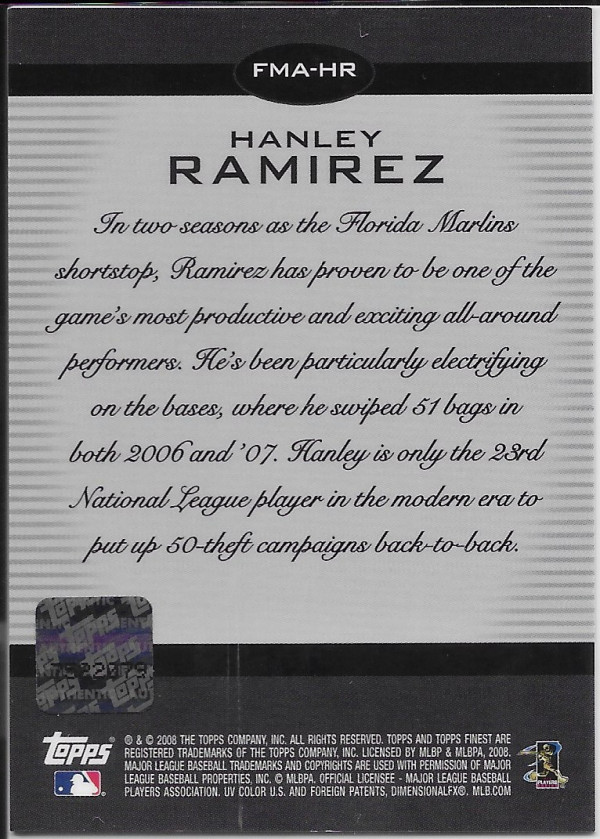 FMA-HR
HANLEY
RAMIREZ
In two seasons as the Florida Marlins
shortstop, Ramirez has proven to be one of the
game's most productive and exciting all-around
performers. He's been particularly electrifying
on the bases, where he swiped 51 bags in
both 2006 and '07. Hanley is only the 23rd
National League player in the modern era to
put up 50-theft campaigns back-to-back.
Topps
® & © 2008 THE TOPPS COMPANY, INC. ALL RIGHTS RESERVED. TOPPS AND TOPPS FINEST ARE
REGISTERED TRADEMARKS OF THE TOPPS COMPANY, INC. LICENSED BY MLBP & MLBPA, 2008.
MAJOR LEAGUE BASEBALL TRADEMARKS AND COPYRIGHTS ARE USED WITH PERMISSION OF MAJOR
LEAGUE BASEBALL PROPERTIES, INC. © MLBPA. OFFICIAL LICENSEE - MAJOR LEAGUE BASEBALL
PLAYERS ASSOCIATION. UV COLOR U.S. AND FOREIGN PATENTS, DIMENSIONALFX®. MLB.COM